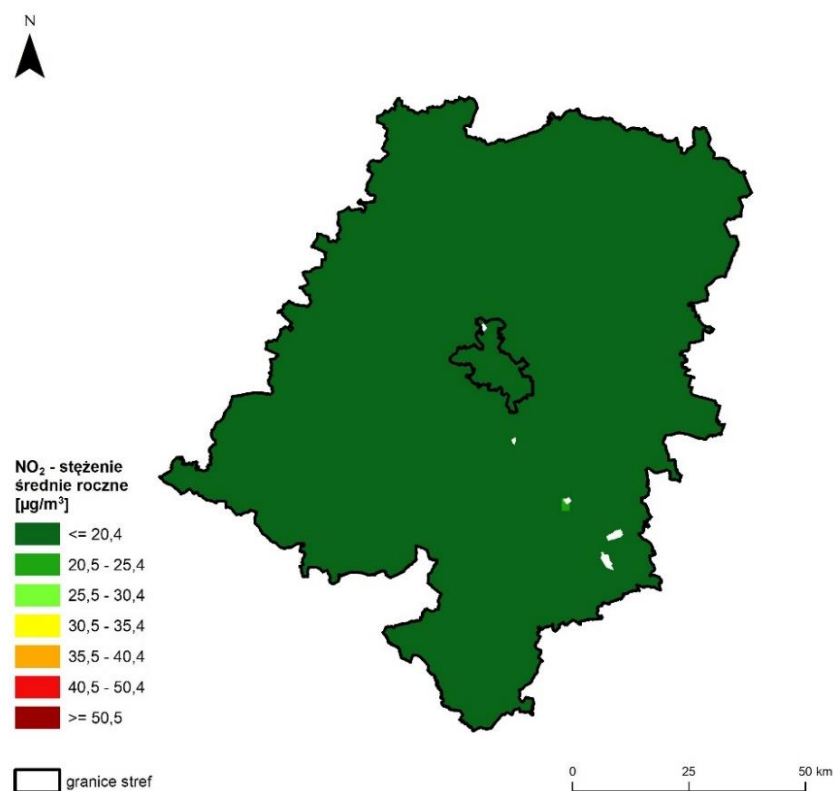 N
NO₂ - stężenie
średnie roczne
[µg/m³]
<= 20,4
20,5 - 25,4
25,5 - 30,4
30,5 - 35,4
35,5 - 40,4
40,5 - 50,4
>= 50,5
granice stref
0 25 50 km